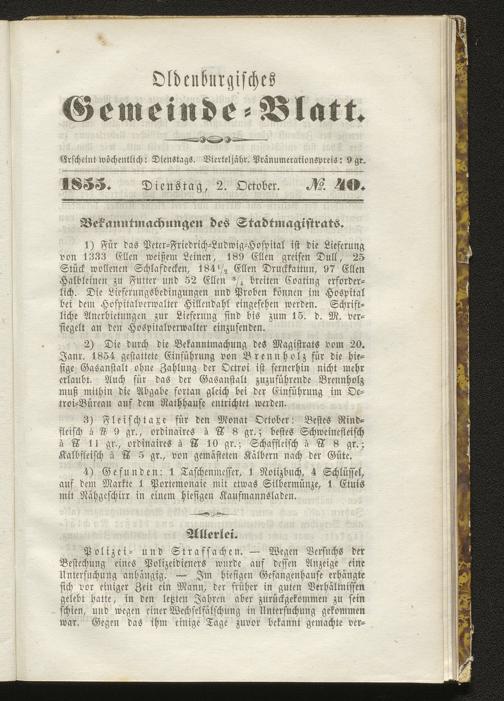 Oldenburgisches
Gemeinde-Blatt.
Erscheint wöchentlich: Dienstags. Vierteljähr. Pränumerationspreis: 9 gr.
1855. Dienstag, 2. October. No. 40.
Bekanntmachungen des Stadtmagistrats.
1) Für das Peter-Friedrich-Ludwig-Hospital ist die Lieferung
von 1333 Ellen weißem Leinen, 189 Ellen greisen Dull, 25
Stück wollenen Schlafdecken, 184½ Ellen Druckkattun, 97 Ellen
Halbleinen zu Futter und 52 Ellen breiten Coating erforder-
lich. Die Lieferungsbedingungen und Proben können im Hospital
bei dem Hospitalverwalter Hillendahl eingesehen werden. Schrift-
liche Anerbietungen zur Lieferung sind bis zum 15. d. M. ver-
siegelt an den Hospitalverwalter einzusenden.
2) Die durch die Bekanntmachung des Magistrats vom 20.
Janr. 1854 gestattete Einführung von Brennholz für die hie-
sige Gasanstalt ohne Zahlung der Octroi ist fernerhin nicht mehr
erlaubt. Auch für das der Gasanstalt zuzuführende Brennholz
muß mithin die Abgabe fortan gleich bei der Einführung im Oc-
troi-Büreau auf dem Rathhause entrichtet werden.
3) Fleischtaxe für den Monat October: Bestes Rind-
fleisch à ℔ 9 gr., ordinaires à ℔ 8 gr.; bestes Schweinefleisch
à ℔ 11 gr., ordinaires à ℔ 10 gr.; Schaffleisch à ℔ 8 gr.;
Kalbfleisch à ℔ 5 gr., von gemästeten Kälbern nach der Güte.
4) Gefunden: 1 Taschenmesser, 1 Notizbuch, 4 Schlüssel,
auf dem Markte 1 Portemonaie mit etwas Silbermünze, 1 Etuis
mit Nähgeschirr in einem hiesigen Kaufmannsladen.
Allerlei.
Polizei- und Strafsachen. — Wegen Versuchs der
Bestechung eines Polizeidieners wurde auf dessen Anzeige eine
Untersuchung anhängig. — Im hiesigen Gefangenhause erhängte
sich vor einiger Zeit ein Mann, der früher in guten Verhältnissen
gelebt hatte, in den letzten Jahren aber zurückgekommen zu sein
schien, und wegen einer Wechselfälschung in Untersuchung gekommen
war. Gegen das ihm einige Tage zuvor bekannt gemachte ver-